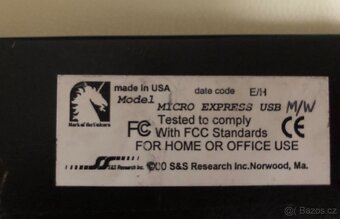 made in USA
date code E/H
Model MICRO EXPRESS USB M/W
Mark of the Unicorn
Tested to comply
FC With FCC Standards CE
FOR HOME OR OFFICE USE
S&S Research Inc. S&S Research Inc.Norwood, Ma.
Bazos.cz